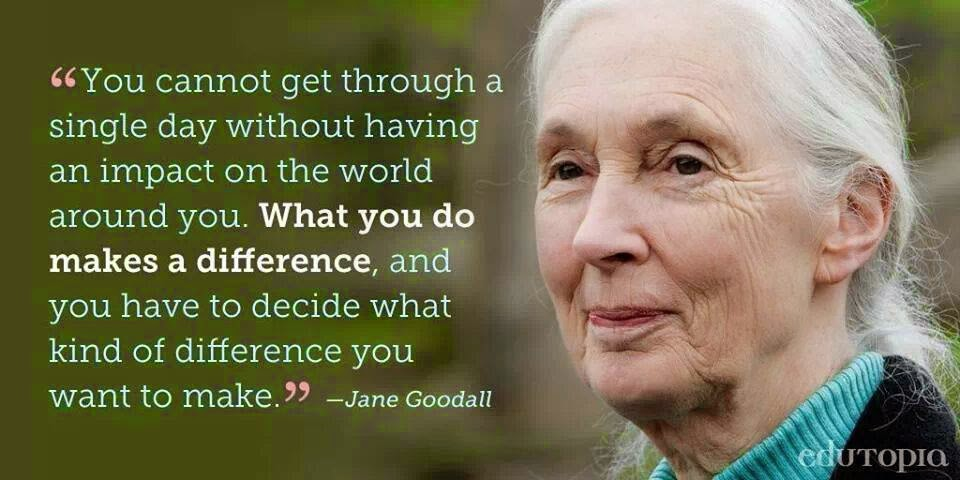 “You cannot get through a
single day without having
an impact on the world
around you. What you do
makes a difference, and
you have to decide what
kind of difference you
want to make.” —Jane Goodall
edutopia